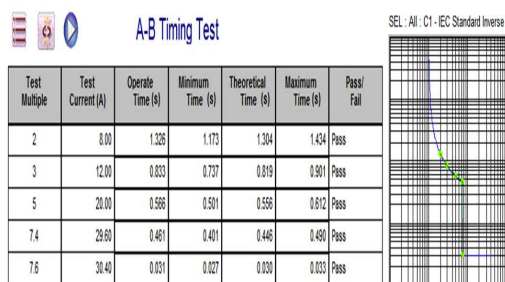 A-B Timing Test
SEL : All : C1 - IEC Standard Inverse
Test Multiple Test Current (A) Operate Time (s) Minimum Time (s) Theoretical Time (s) Maximum Time (s) Pass/ Fail
2 8.00 1.326 1.173 1.304 1.434 Pass
3 12.00 0.833 0.737 0.819 0.901 Pass
5 20.00 0.566 0.501 0.556 0.612 Pass
7.4 29.60 0.461 0.401 0.446 0.490 Pass
7.6 30.40 0.031 0.027 0.030 0.033 Pass